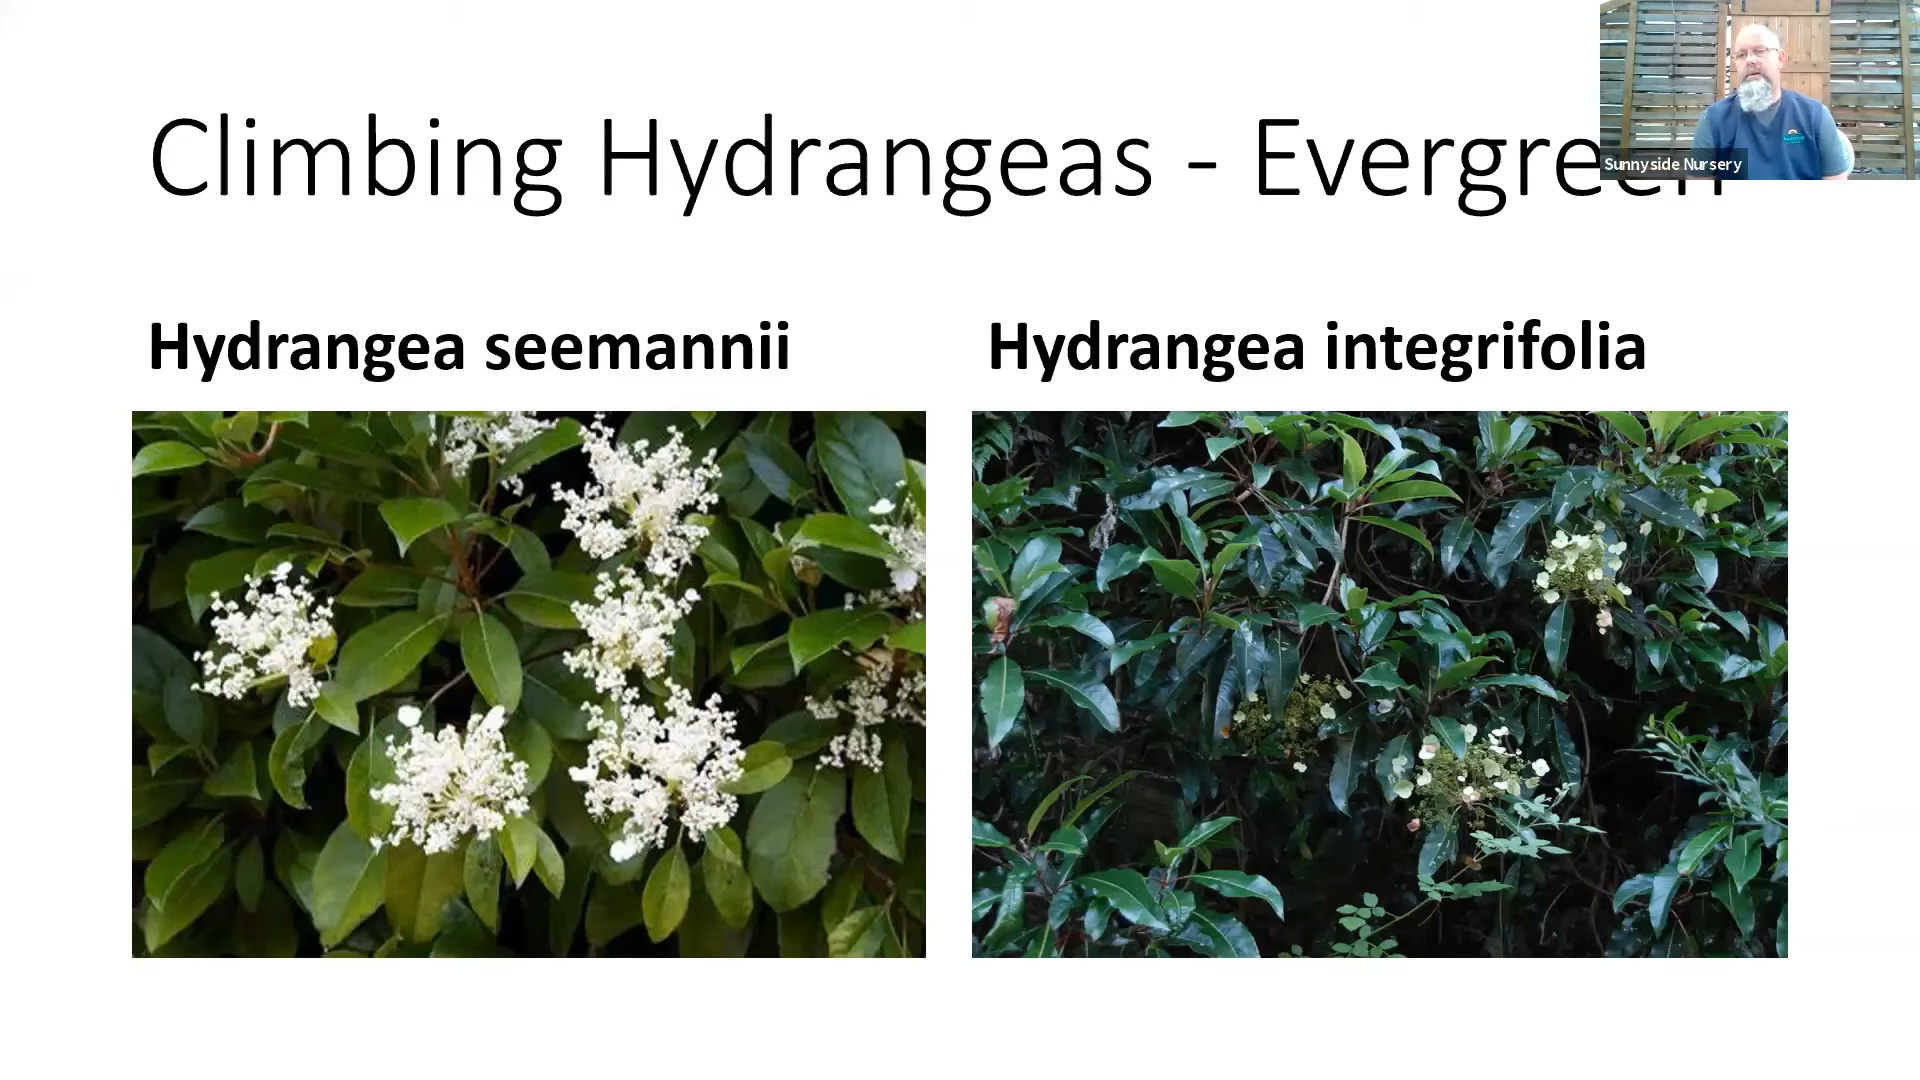 Climbing Hydrangeas - Evergreen
Sunnyside Nursery
Hydrangea seemannii
Hydrangea integrifolia